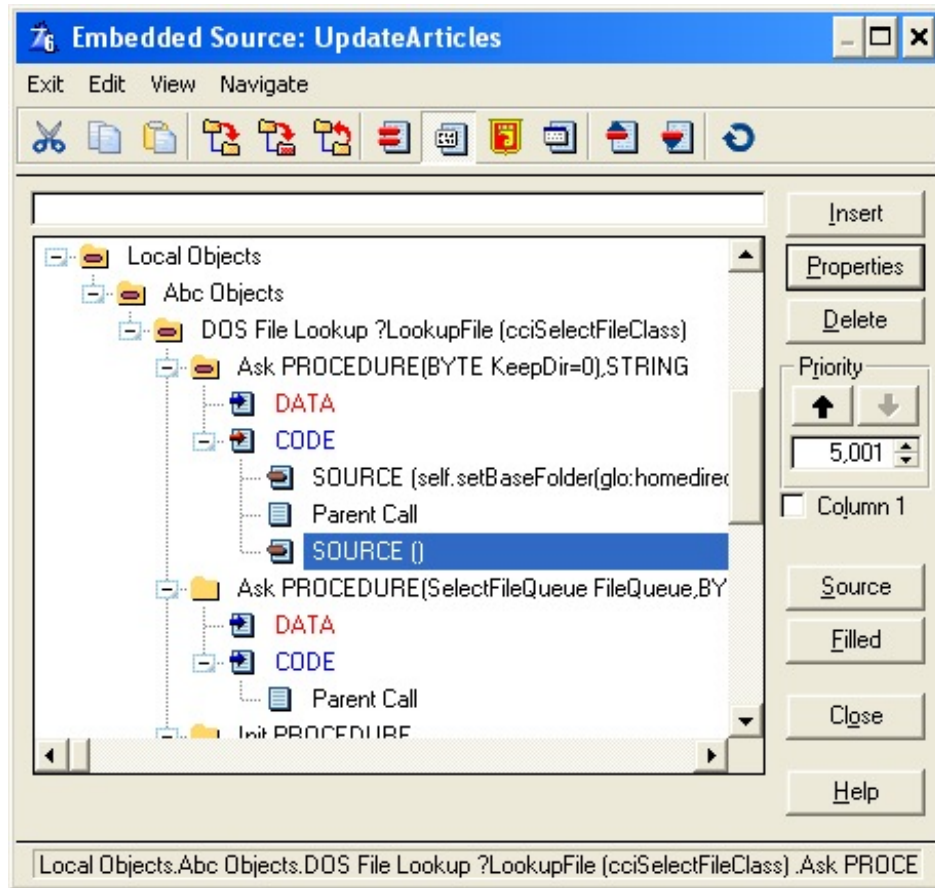 Embedded Source: UpdateArticles
Exit Edit View Navigate
Insert
Local Objects
Properties
Abc Objects
DOS File Lookup ?LookupFile (cciSelectFileClass)
Delete
Ask PROCEDURE(BYTE KeepDir=0),STRING
Priority
DATA
CODE
5,001
SOURCE (self.setBaseFolder(glo:homedirec
Column 1
Parent Call
SOURCE ()
Ask PROCEDURE(SelectFileQueue FileQueue,BY
Source
DATA
Filled
CODE
Parent Call
Close
Init PROCEDURE
Help
Local Objects.Abc Objects.DOS File Lookup ?LookupFile (cciSelectFileClass) .Ask PROCE